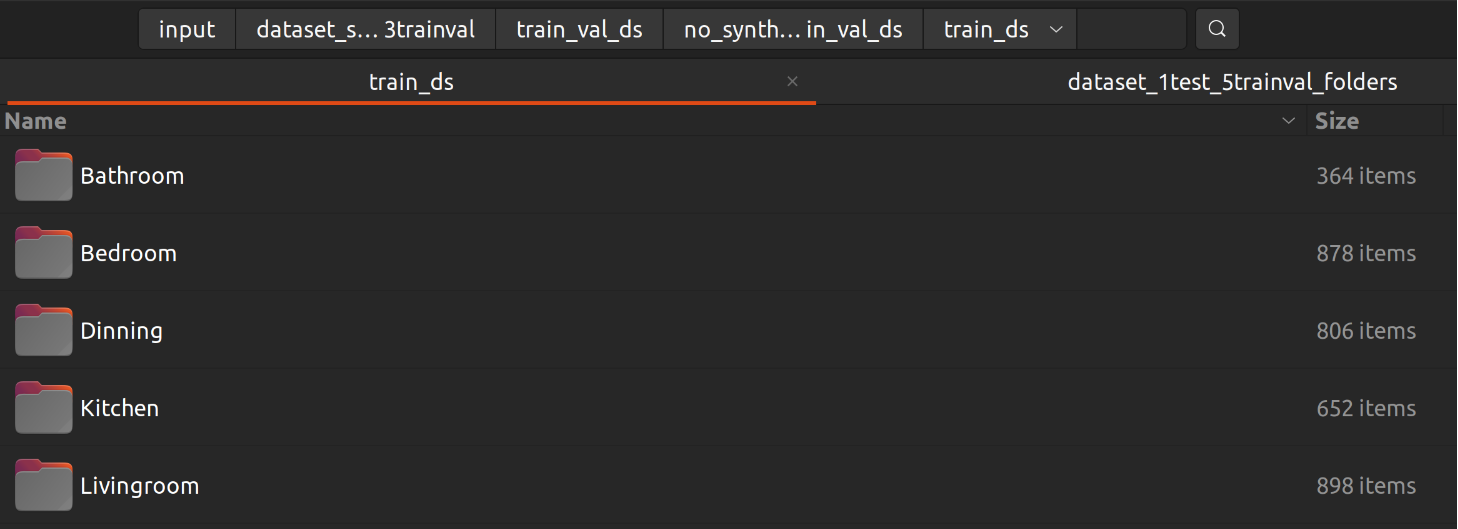 input dataset_s... 3trainval train_val_ds no_synth... in_val_ds train_ds
train_ds × dataset_1test_5trainval_folders
Name Size
Bathroom 364 items
Bedroom 878 items
Dinning 806 items
Kitchen 652 items
Livingroom 898 items